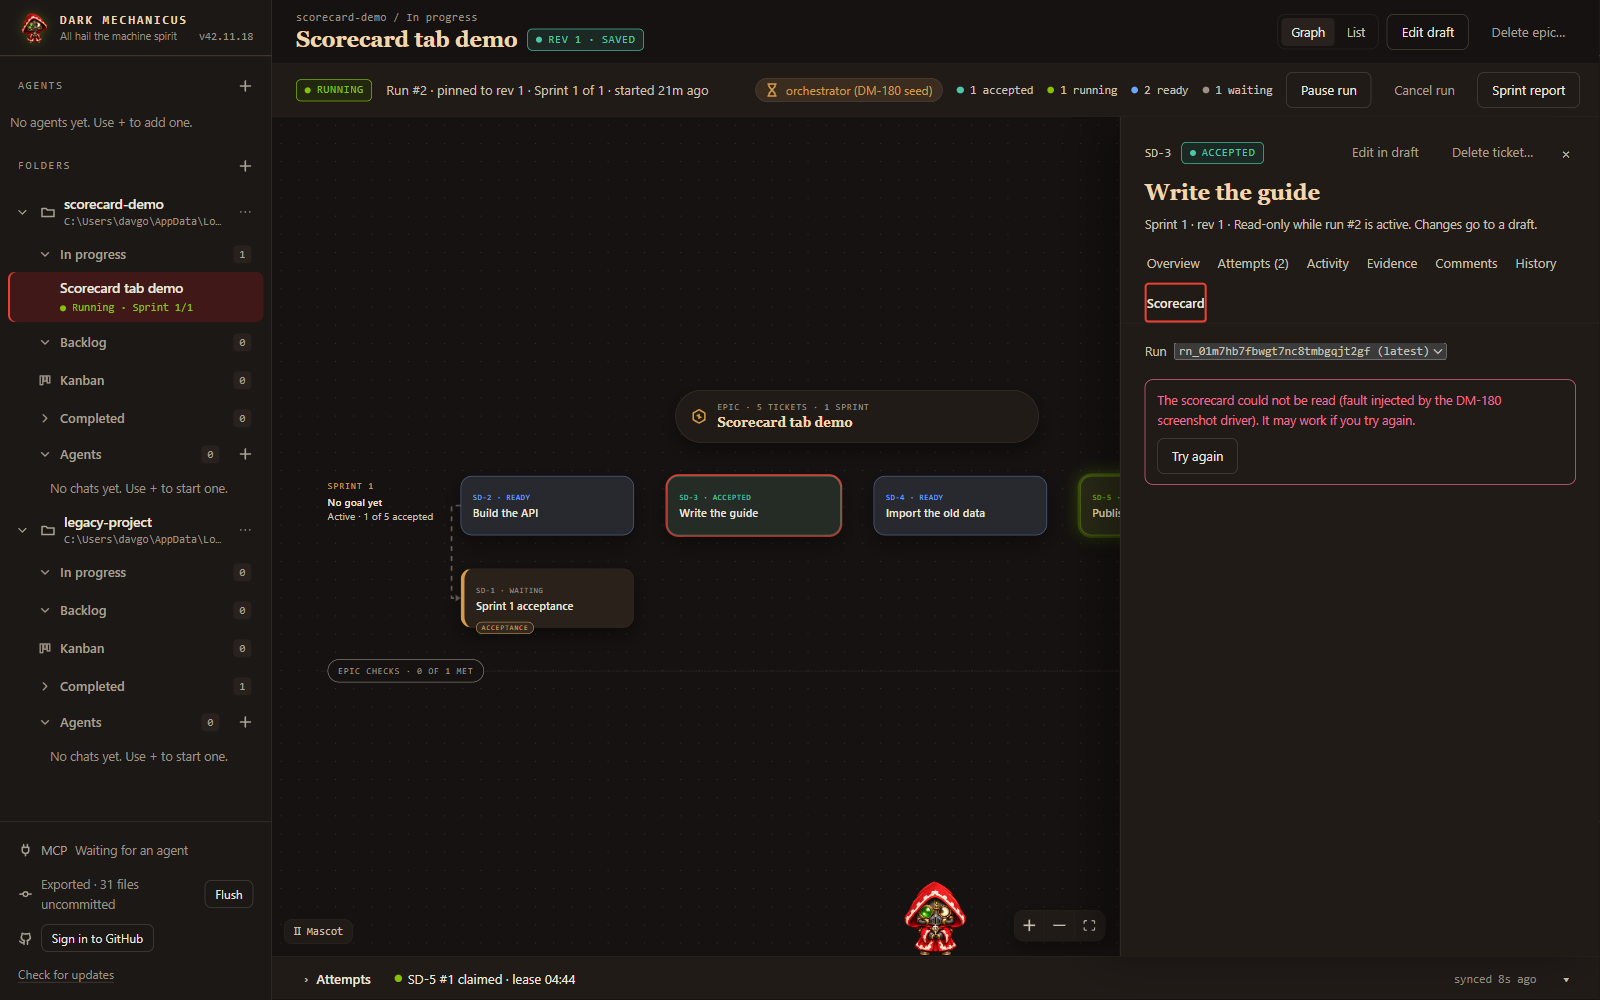 DARK MECHANICUS
All hail the machine spirit v42.11.18
AGENTS
No agents yet. Use + to add one.
FOLDERS
scorecard-demo
C:\Users\davgo\AppData\Lo…
In progress 1
Scorecard tab demo
Running · Sprint 1/1
Backlog 0
Kanban 0
Completed 0
Agents 0
No chats yet. Use + to start one.
legacy-project
C:\Users\davgo\AppData\Lo…
In progress 0
Backlog 0
Kanban 0
Completed 1
Agents 0
No chats yet. Use + to start one.
MCP Waiting for an agent
Exported · 31 files
uncommitted
Flush
Sign in to GitHub
Check for updates
scorecard-demo / In progress
Scorecard tab demo
REV 1 · SAVED
Graph
List
Edit draft
Delete epic...
RUNNING
Run #2 · pinned to rev 1 · Sprint 1 of 1 · started 21m ago
orchestrator (DM-180 seed)
1 accepted
1 running
2 ready
1 waiting
Pause run
Cancel run
Sprint report
EPIC · 5 TICKETS · 1 SPRINT
Scorecard tab demo
SPRINT 1
No goal yet
Active · 1 of 5 accepted
SD-2 · READY
Build the API
SD-3 · ACCEPTED
Write the guide
SD-4 · READY
Import the old data
SD-5 ·
Publis
SD-1 · WAITING
Sprint 1 acceptance
ACCEPTANCE
EPIC CHECKS · 0 OF 1 MET
Mascot
SD-3
ACCEPTED
Edit in draft
Delete ticket...
×
Write the guide
Sprint 1 · rev 1 · Read-only while run #2 is active. Changes go to a draft.
Overview
Attempts (2)
Activity
Evidence
Comments
History
Scorecard
Run rn_01m7hb7fbwgt7nc8tmbgqjt2gf (latest)
The scorecard could not be read (fault injected by the DM-180
screenshot driver). It may work if you try again.
Try again
Attempts
SD-5 #1 claimed · lease 04:44
synced 8s ago